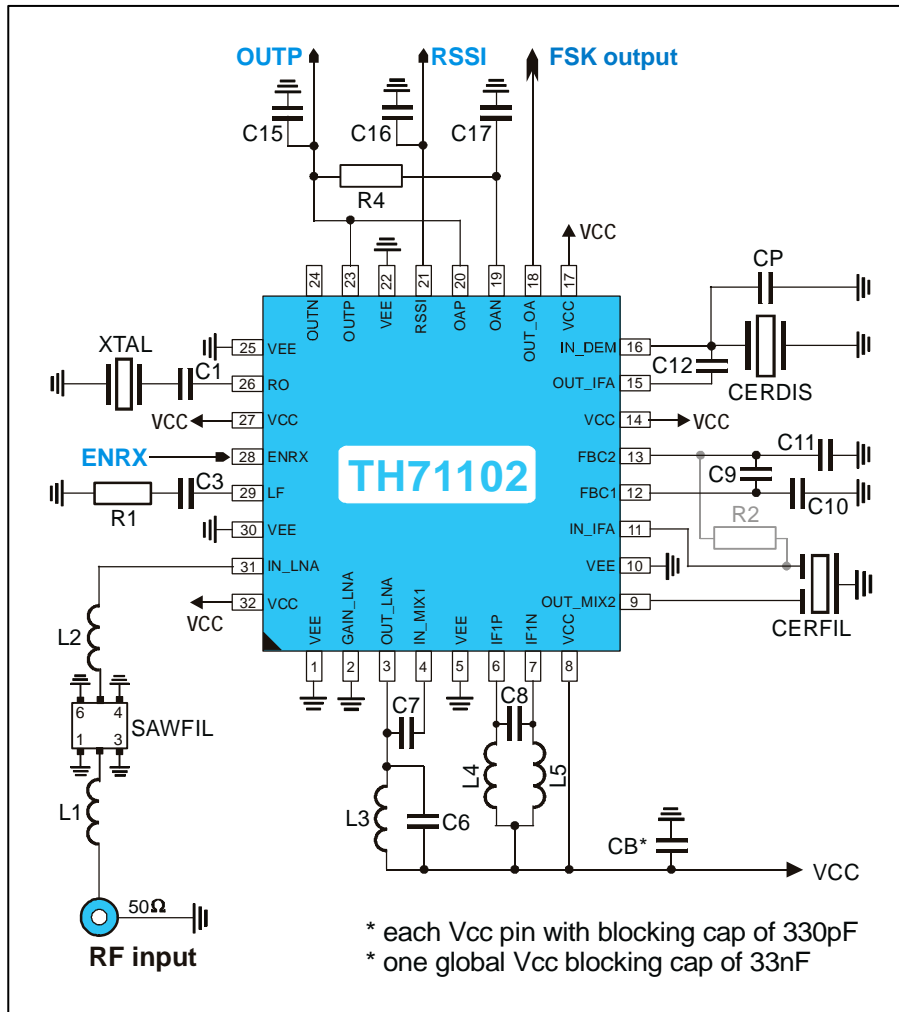 OUTP RSSI FSK output
C15 C16 C17
R4
VCC
24 23 22 21 20 19 18 17
OUTN OUTP VEE RSSI OAP OAN OUT_OA VCC
CP
XTAL
C1
25 VEE
26 RO
VCC 27 VCC
ENRX 28 ENRX
R1 C3 29 LF
30 VEE
31 IN_LNA
VCC 32 VCC
TH71102
IN_DEM 16
C12
OUT_IFA 15
CERDIS
VCC 14 VCC
FBC2 13
C11
C9
FBC1 12
C10
R2
IN_IFA 11
VEE 10
OUT_MIX2 9
CERFIL
VEE GAIN_LNA OUT_LNA IN_MIX1 VEE IF1P IF1N VCC
1 2 3 4 5 6 7 8
L2
6 4
1 3
SAWFIL
L1
C7
C8
L3
C6
L4
L5
CB*
VCC
50Ω
RF input
* each Vcc pin with blocking cap of 330pF
* one global Vcc blocking cap of 33nF